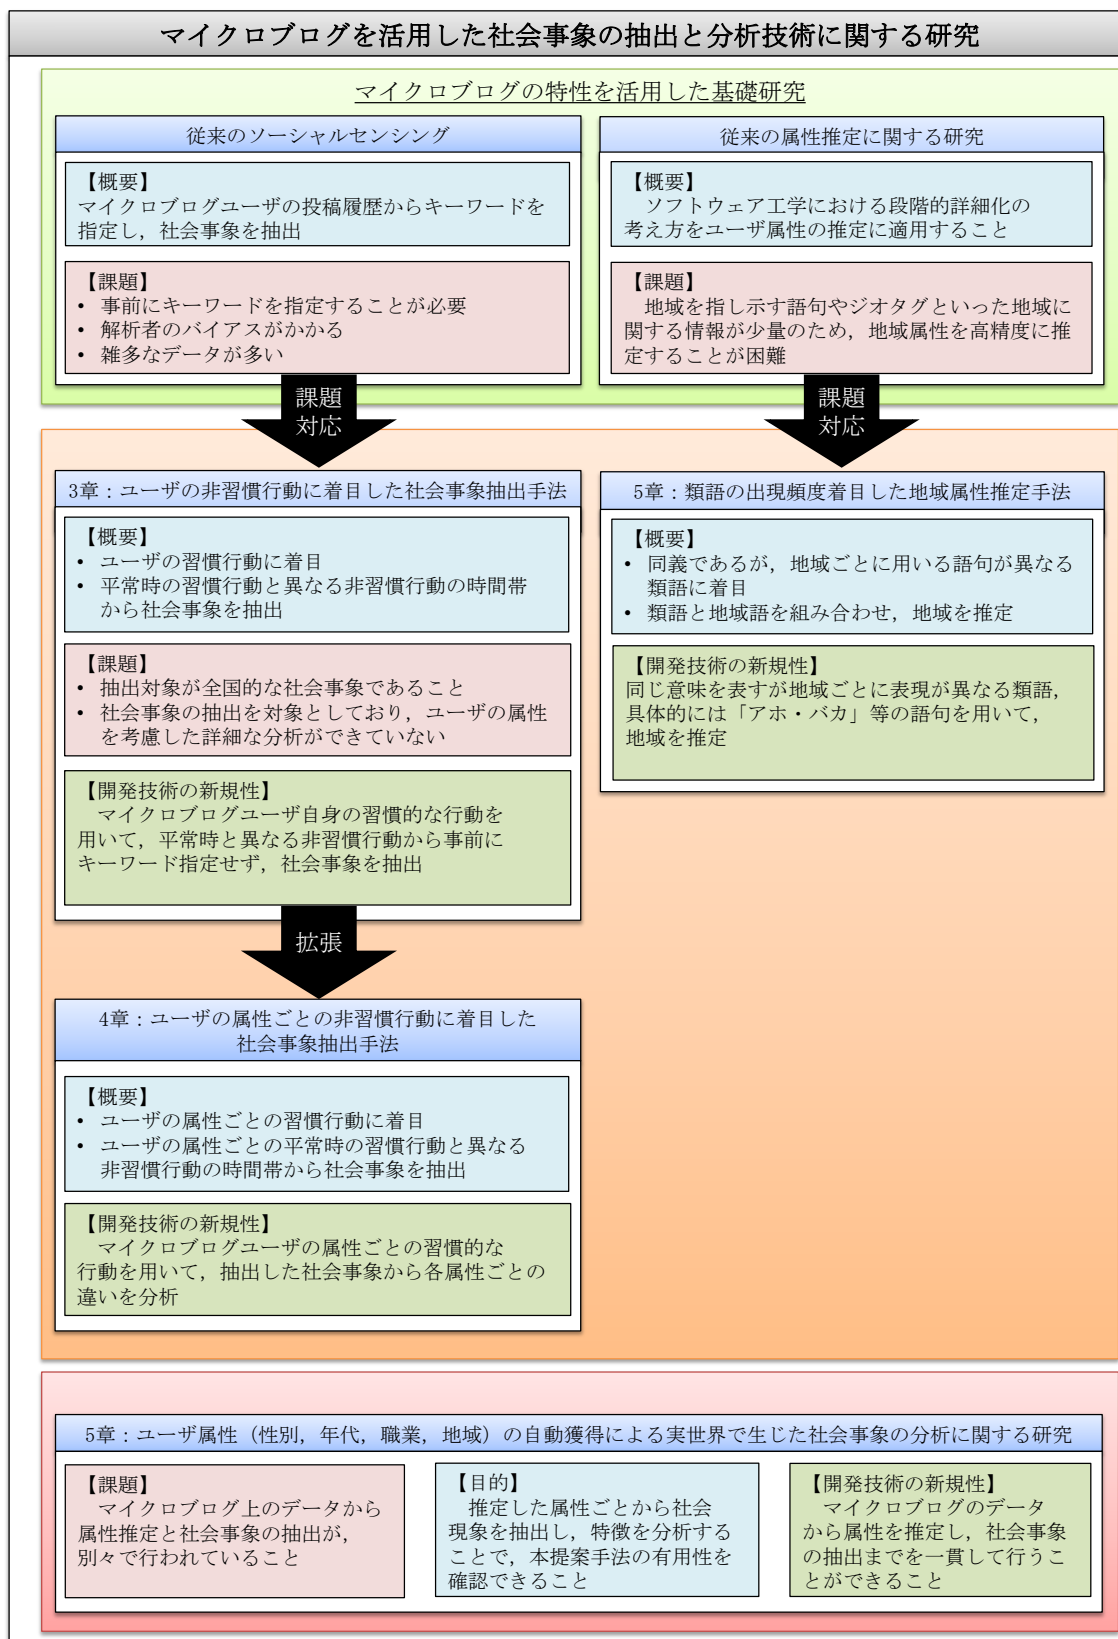 マイクロブログを活用した社会事象の抽出と分析技術に関する研究
マイクロブログの特性を活用した基礎研究
従来のソーシャルセンシング
【概要】
マイクロブログユーザの投稿履歴からキーワードを
指定し，社会事象を抽出
【課題】
• 事前にキーワードを指定することが必要
• 解析者のバイアスがかかる
• 雑多なデータが多い
従来の属性推定に関する研究
【概要】
ソフトウェア工学における段階的詳細化の
考え方をユーザ属性の推定に適用すること
【課題】
地域を指し示す語句やジオタグといった地域に
関する情報が少量のため，地域属性を高精度に推
定することが困難
課題
対応
課題
対応
3章：ユーザの非習慣行動に着目した社会事象抽出手法
【概要】
• ユーザの習慣行動に着目
• 平常時の習慣行動と異なる非習慣行動の時間帯
から社会事象を抽出
【課題】
• 抽出対象が全国的な社会事象であること
• 社会事象の抽出を対象としており，ユーザの属性
を考慮した詳細な分析ができていない
【開発技術の新規性】
マイクロブログユーザ自身の習慣的な行動を
用いて，平常時と異なる非習慣行動から事前に
キーワード指定せず，社会事象を抽出
5章：類語の出現頻度着目した地域属性推定手法
【概要】
• 同義であるが，地域ごとに用いる語句が異なる
類語に着目
• 類語と地域語を組み合わせ，地域を推定
【開発技術の新規性】
同じ意味を表すが地域ごとに表現が異なる類語，
具体的には「アホ・バカ」等の語句を用いて，
地域を推定
拡張
4章：ユーザの属性ごとの非習慣行動に着目した
社会事象抽出手法
【概要】
• ユーザの属性ごとの習慣行動に着目
• ユーザの属性ごとの平常時の習慣行動と異なる
非習慣行動の時間帯から社会事象を抽出
【開発技術の新規性】
マイクロブログユーザの属性ごとの習慣的な
行動を用いて，抽出した社会事象から各属性ごとの
違いを分析
5章：ユーザ属性（性別，年代，職業，地域）の自動獲得による実世界で生じた社会事象の分析に関する研究
【課題】
マイクロブログ上のデータから
属性推定と社会事象の抽出が，
別々で行われていること
【目的】
推定した属性ごとから社会
現象を抽出し，特徴を分析する
ことで，本提案手法の有用性を
確認できること
【開発技術の新規性】
マイクロブログのデータ
から属性を推定し，社会事象
の抽出までを一貫して行うこ
とができること